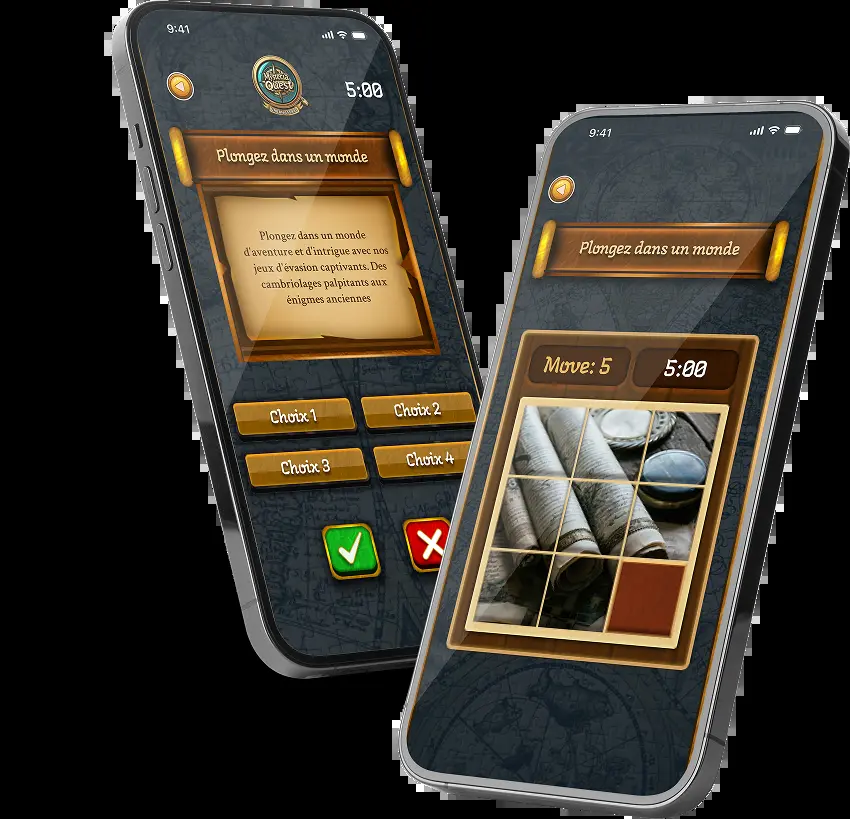 9:41
Mysteria
Quest
5:00
Plongez dans un monde
Plongez dans un monde
d'aventure et d'intrigue avec nos
jeux d'évasion captivants. Des
cambriolages palpitants aux
énigmes anciennes
Choix 1
Choix 2
Choix 3
Choix 4
9:41
Plongez dans un monde
Move: 5
5:00